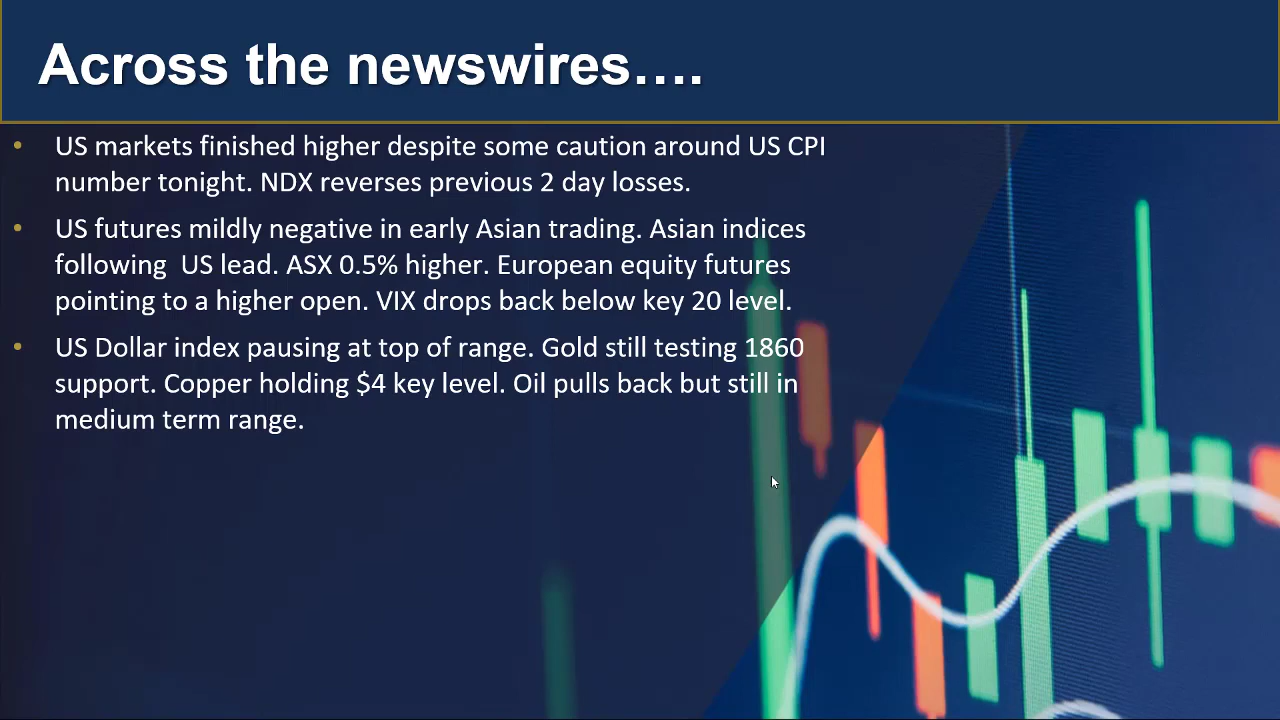 Across the newswires….
• US markets finished higher despite some caution around US CPI
number tonight. NDX reverses previous 2 day losses.
• US futures mildly negative in early Asian trading. Asian indices
following  US lead. ASX 0.5% higher. European equity futures
pointing to a higher open. VIX drops back below key 20 level.
• US Dollar index pausing at top of range. Gold still testing 1860
support. Copper holding $4 key level. Oil pulls back but still in
medium term range.